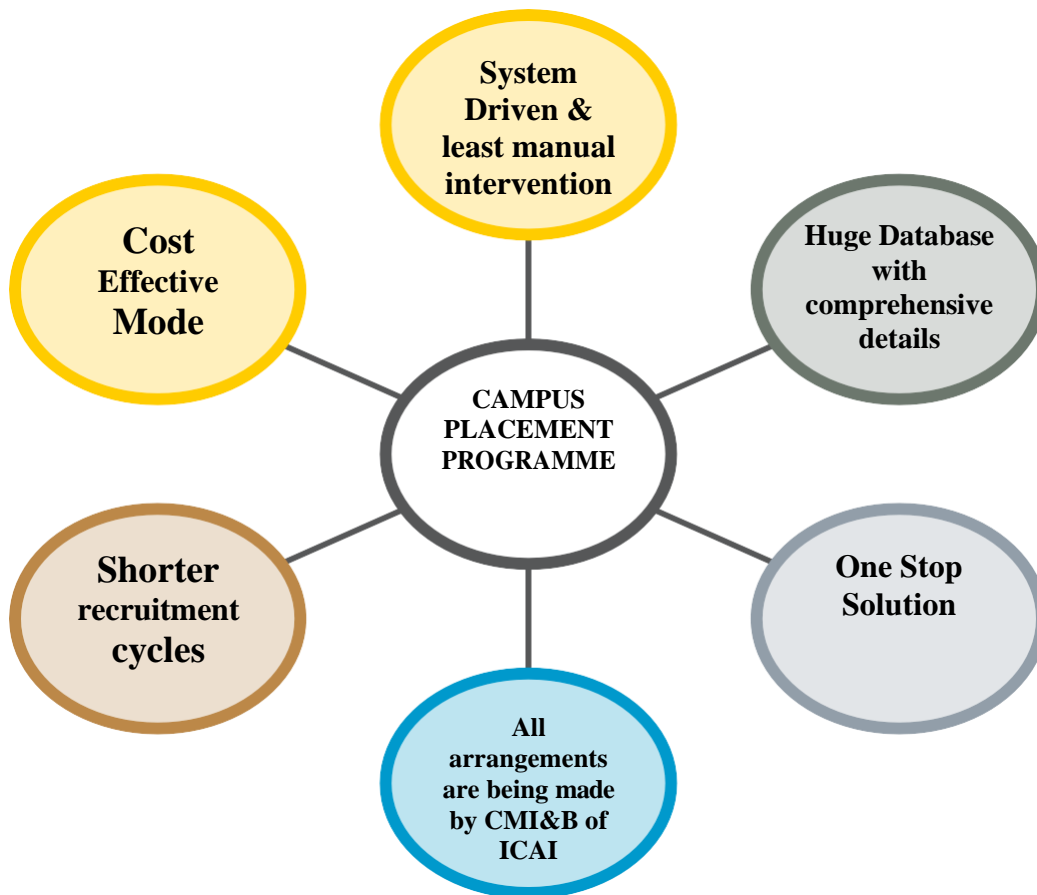 System
Driven &
least manual
intervention
Cost
Effective
Mode
Huge Database
with
comprehensive
details
CAMPUS
PLACEMENT
PROGRAMME
Shorter
recruitment
cycles
One Stop
Solution
All
arrangements
are being made
by CMI&B of
ICAI